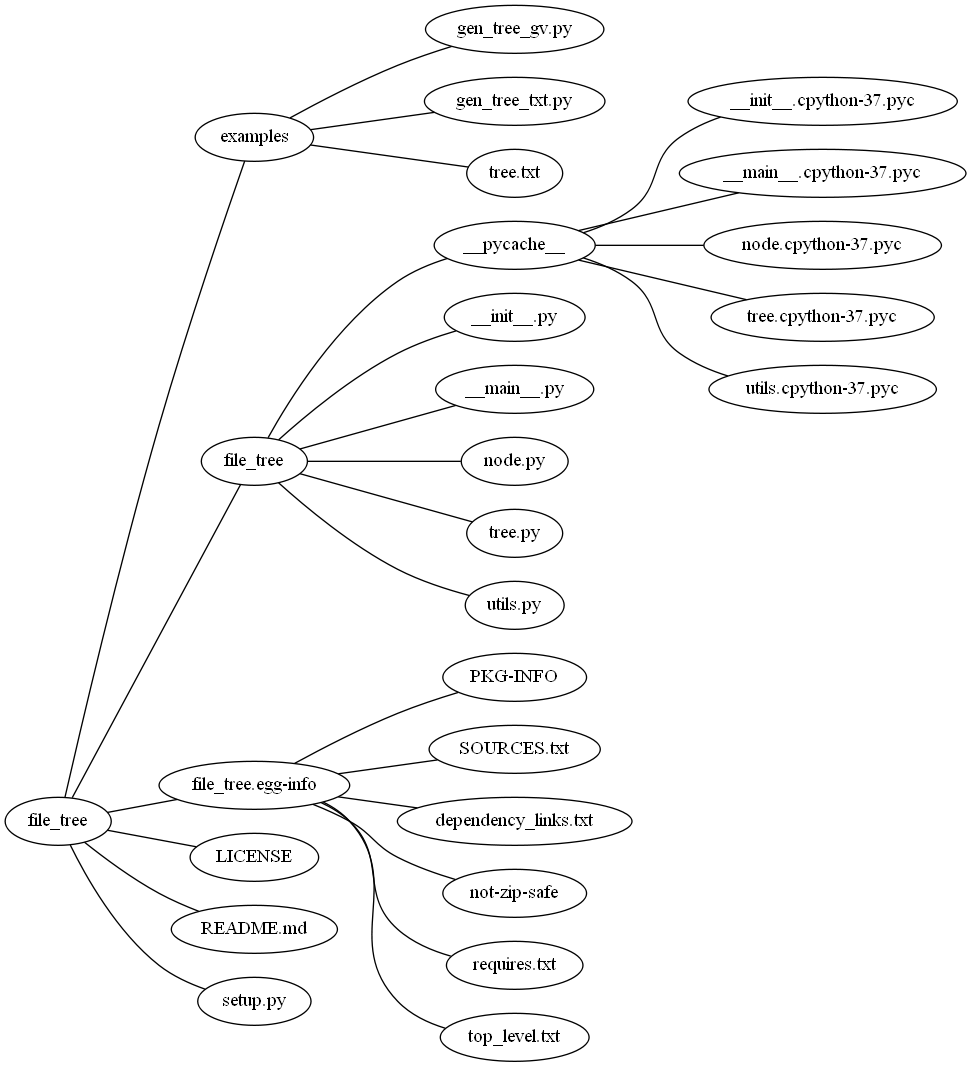 gen_tree_gv.py
gen_tree_txt.py
__init__.cpython-37.pyc
examples
tree.txt
__main__.cpython-37.pyc
__pycache__
node.cpython-37.pyc
__init__.py
tree.cpython-37.pyc
__main__.py
utils.cpython-37.pyc
file_tree
node.py
tree.py
utils.py
PKG-INFO
SOURCES.txt
file_tree.egg-info
file_tree
dependency_links.txt
LICENSE
not-zip-safe
README.md
requires.txt
setup.py
top_level.txt